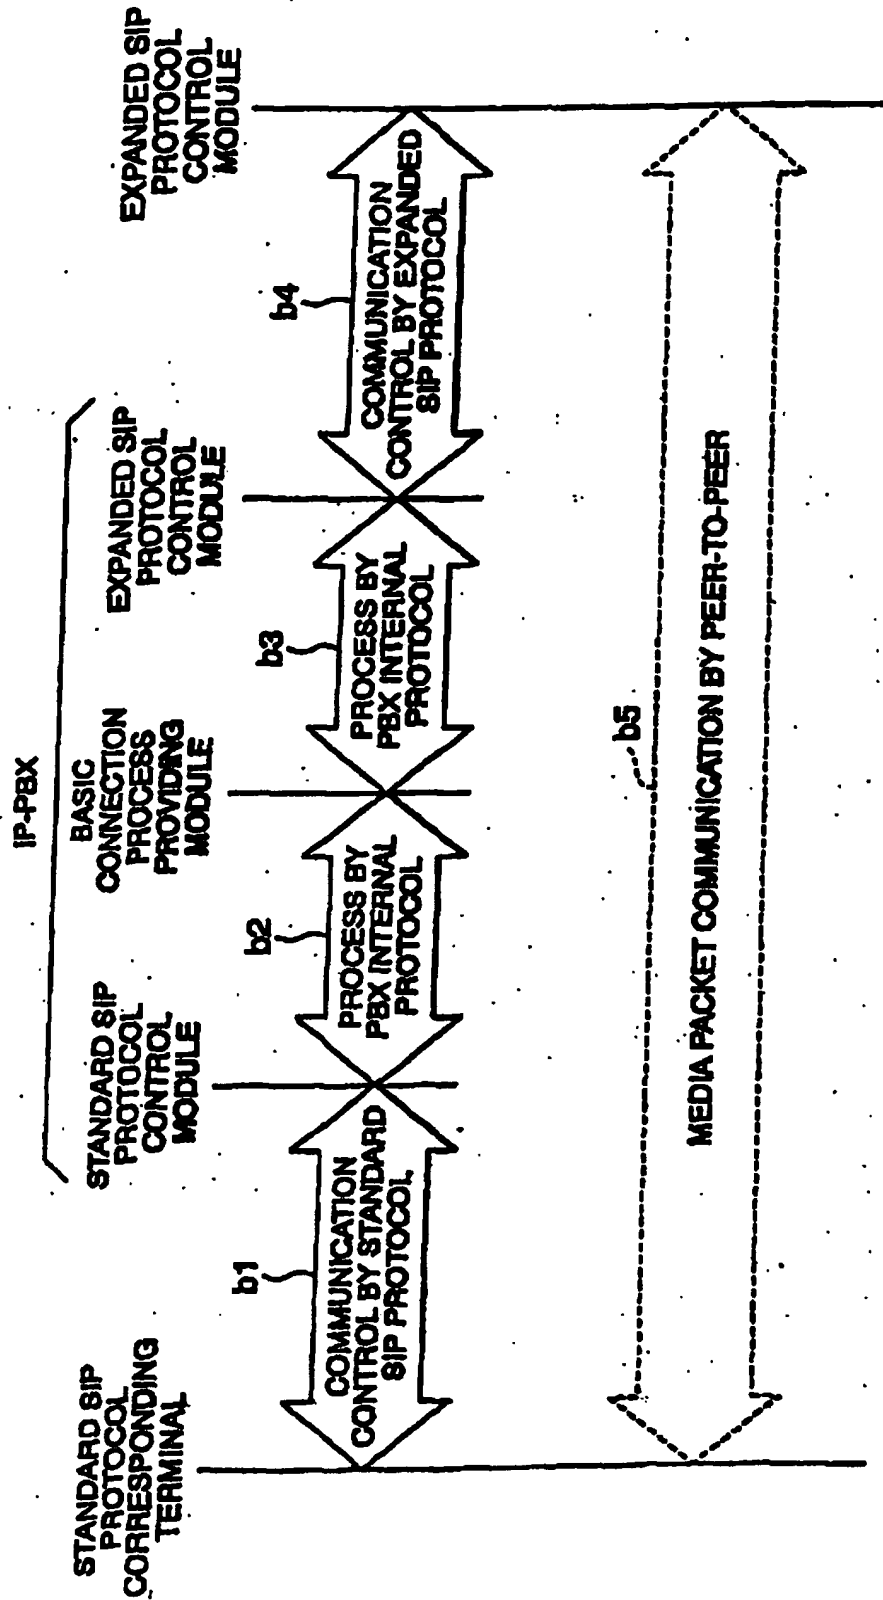 IP-PBX
STANDARD SIP
PROTOCOL
CORRESPONDING
TERMINAL
STANDARD SIP
PROTOCOL
CONTROL
MODULE
BASIC
CONNECTION
PROCESS
PROVIDING
MODULE
EXPANDED SIP
PROTOCOL
CONTROL
MODULE
EXPANDED SIP
PROTOCOL
CONTROL
MODULE
b1
COMMUNICATION
CONTROL BY STANDARD
SIP PROTOCOL
b2
PROCESS BY
PBX INTERNAL
PROTOCOL
b3
PROCESS BY
PBX INTERNAL
PROTOCOL
b4
COMMUNICATION
CONTROL BY EXPANDED
SIP PROTOCOL
b5
MEDIA PACKET COMMUNICATION BY PEER-TO-PEER